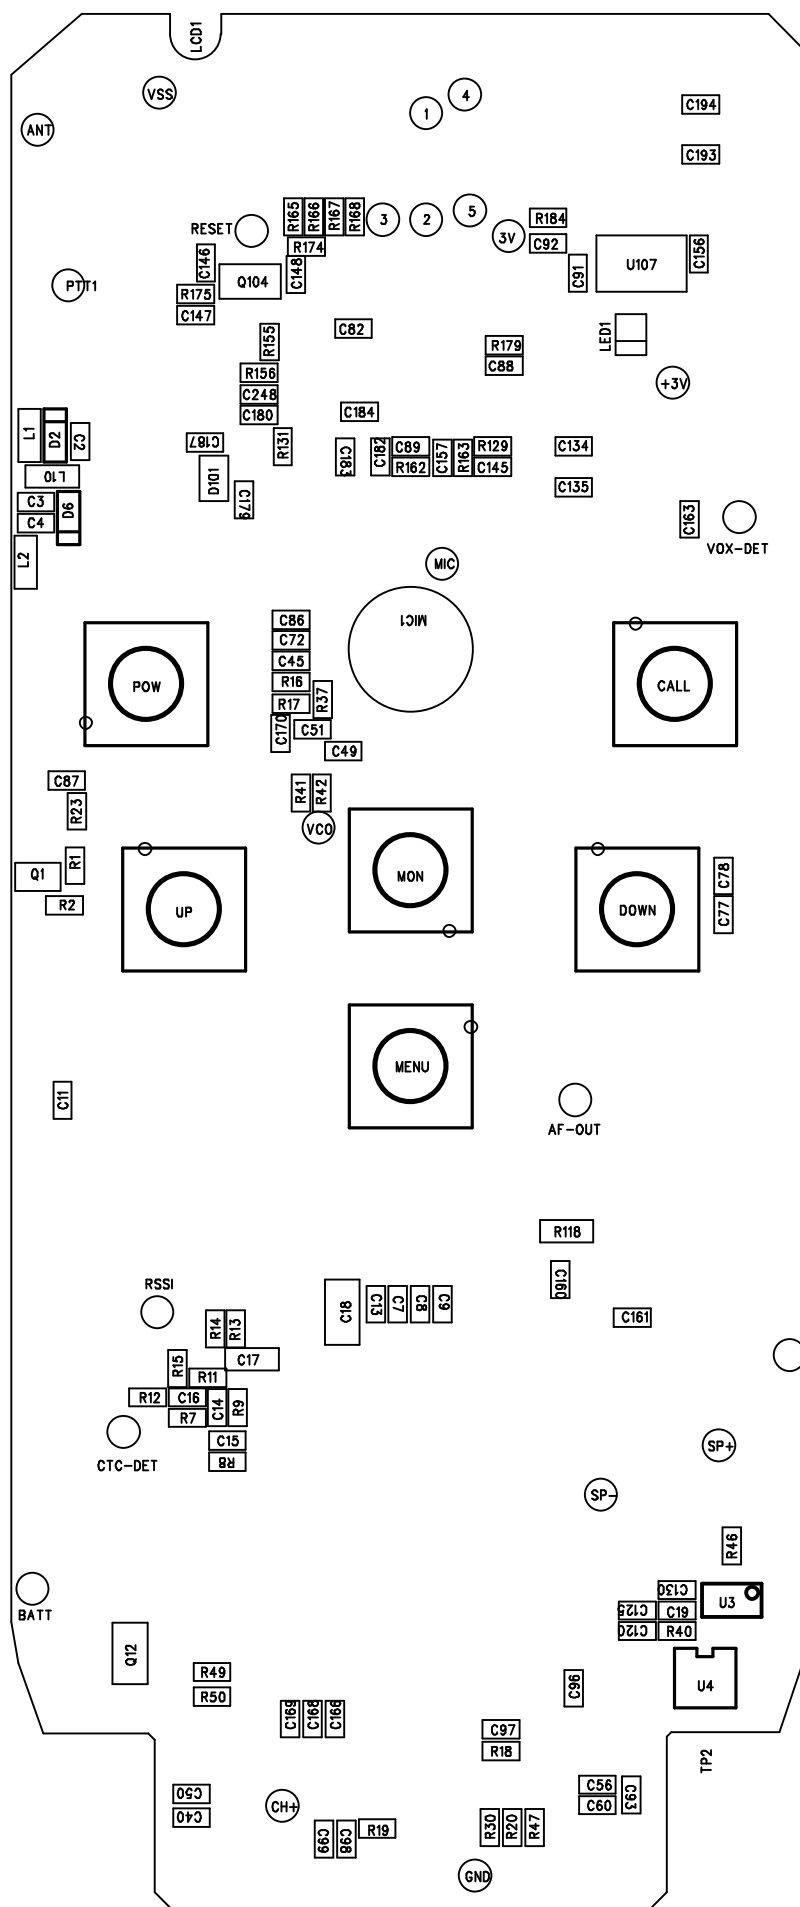 LCD1
VSS
4
1
C194
ANT
C193
R165
R166
R167
R168
3
2
5
R184
RESET
3V
C92
R174
C146
Q104
C148
C91
U107
C156
PTT1
R175
C147
C82
LED1
R155
R179
C88
R156
+3V
C248
C180
C184
L1
D2
C2
C187
R131
C183
C182
C89
C157
R163
R129
C134
R162
C145
L10
D101
C179
C135
C3
D6
C4
C163
VOX-DET
L2
MIC
C86
MIC1
C72
C45
POW
R16
CALL
R17
R37
C170
C51
C49
C87
R41
R42
R23
VCO
R1
Q1
MON
C78
R2
UP
DOWN
C77
MENU
C11
AF-OUT
R118
C160
RSSI
C18
C13
C7
C8
C9
R14
R13
C161
R15
C17
R11
R12
C16
C14
R9
R7
C15
R8
CTC-DET
SP+
SP-
R46
C130
U3
BATT
C125
C19
C120
R40
Q12
R49
R50
C96
U4
C169
C168
C166
C97
R18
TP2
C50
C56
C93
C40
CH+
C60
C99
C98
R19
R30
R20
R47
GND